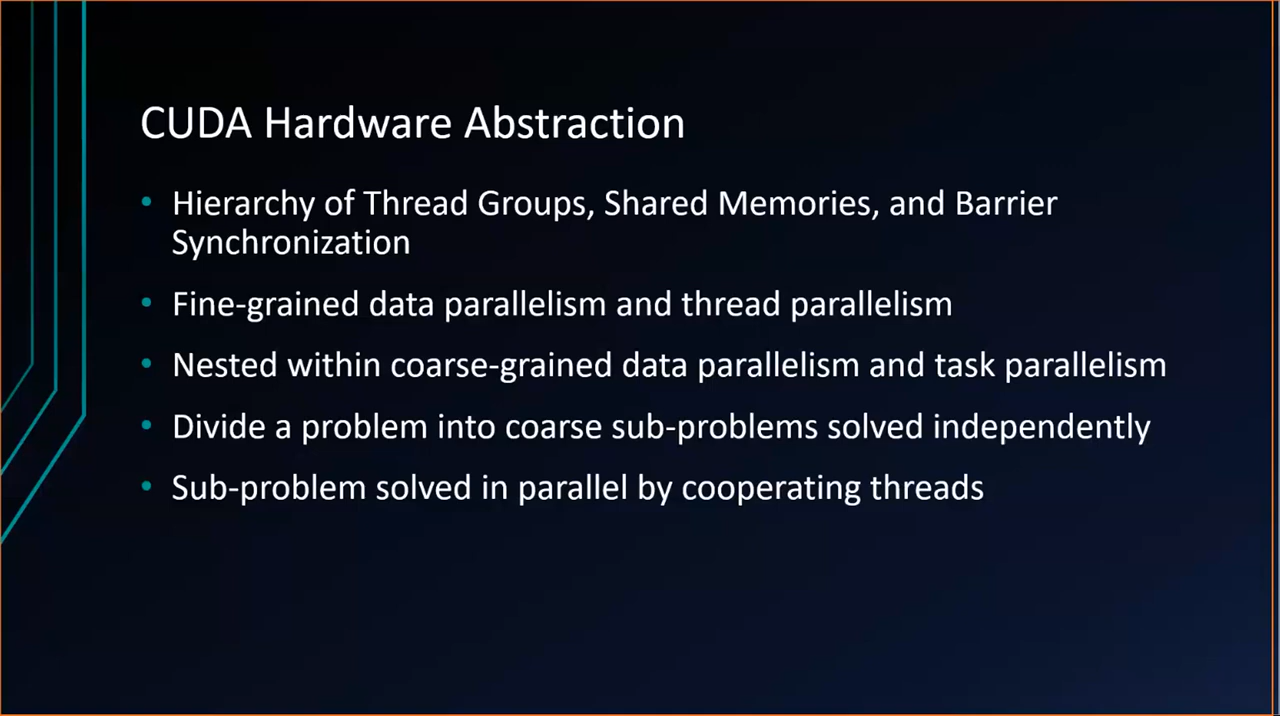 CUDA Hardware Abstraction
• Hierarchy of Thread Groups, Shared Memories, and Barrier
Synchronization
• Fine-grained data parallelism and thread parallelism
• Nested within coarse-grained data parallelism and task parallelism
• Divide a problem into coarse sub-problems solved independently
• Sub-problem solved in parallel by cooperating threads